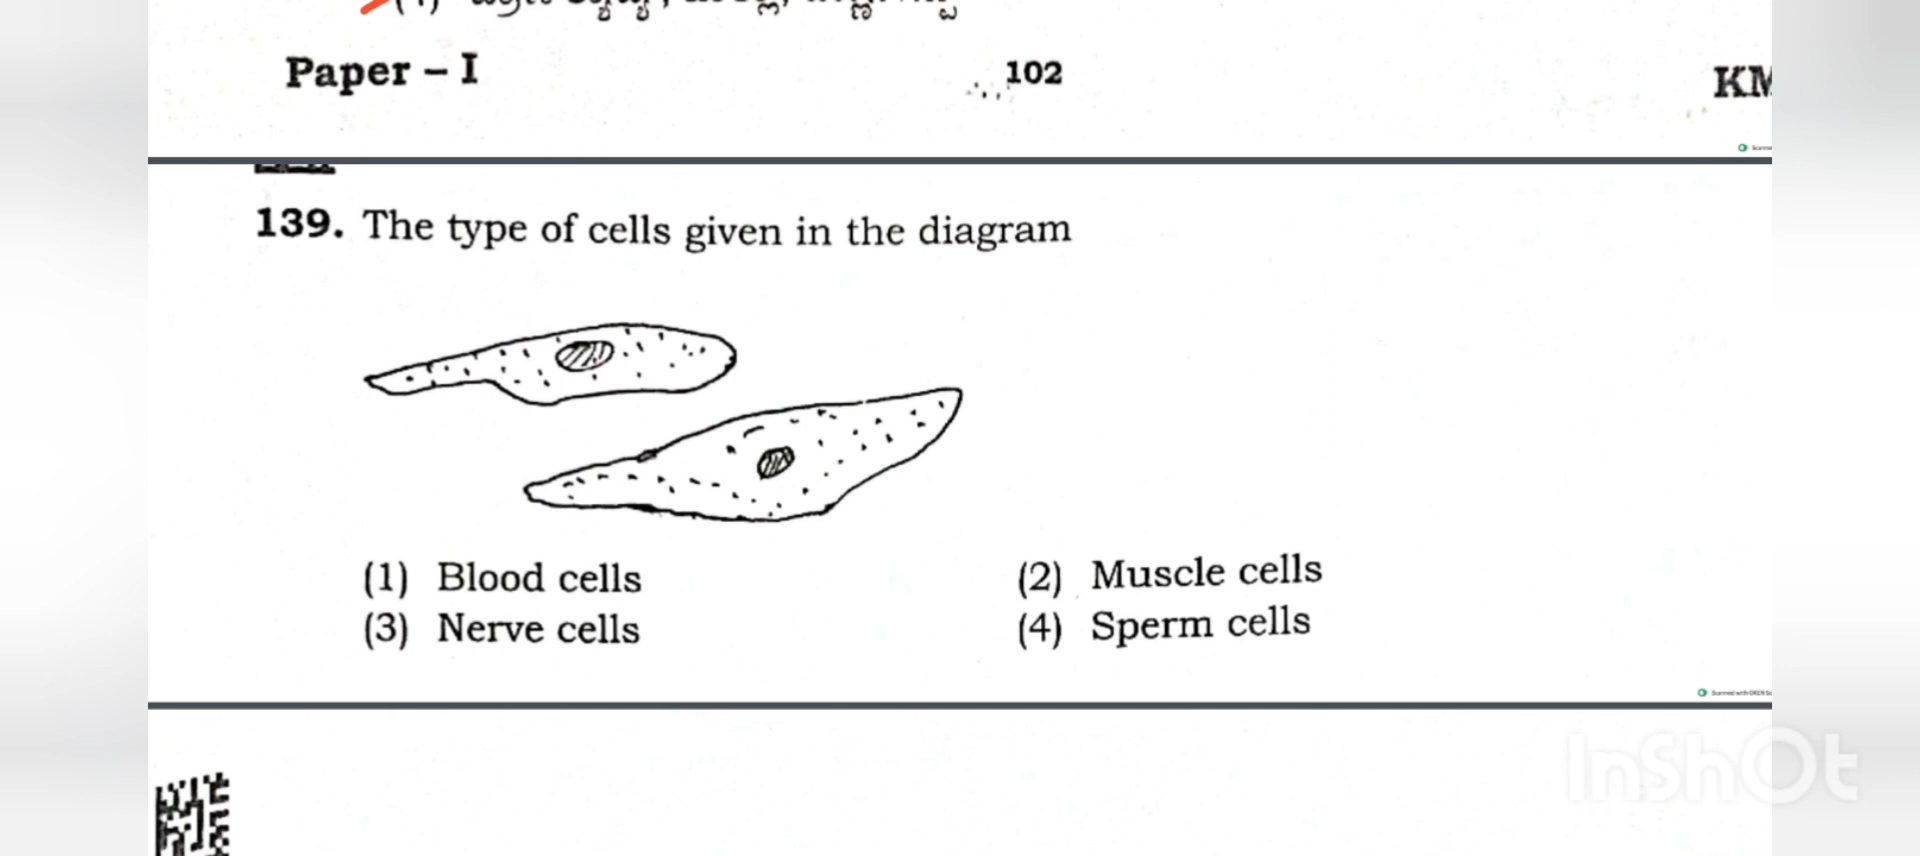 Paper – I 102 KM
139. The type of cells given in the diagram
(1) Blood cells (2) Muscle cells
(3) Nerve cells (4) Sperm cells
InShOt